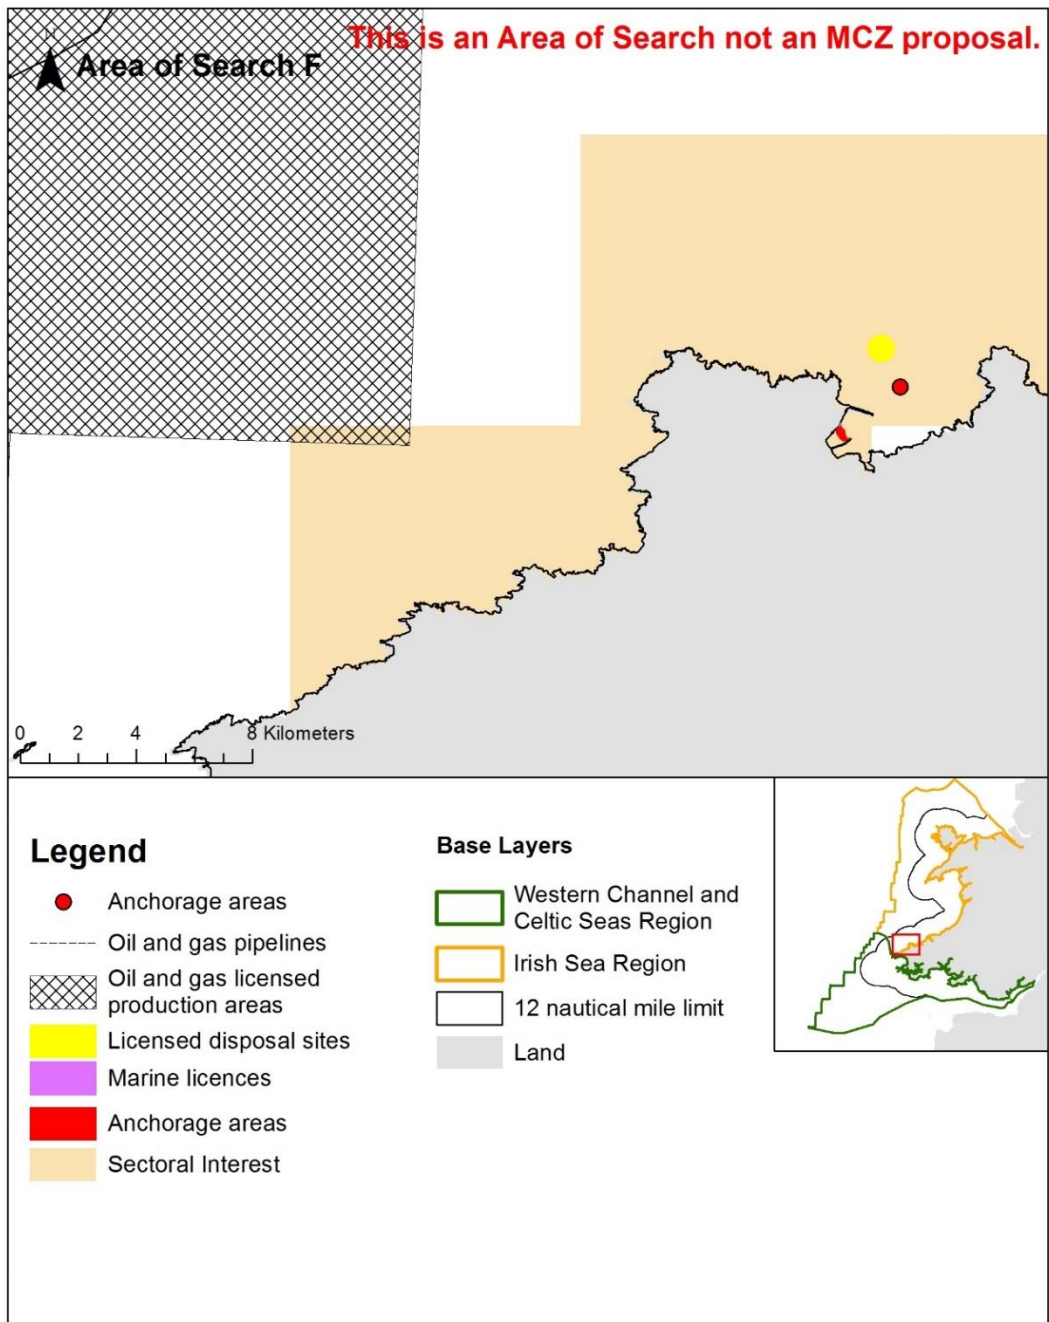 This is an Area of Search not an MCZ proposal.
N
Area of Search F
0 2 4 8 Kilometers
Legend
Anchorage areas
Oil and gas pipelines
Oil and gas licensed
production areas
Licensed disposal sites
Marine licences
Anchorage areas
Sectoral Interest
Base Layers
Western Channel and
Celtic Seas Region
Irish Sea Region
12 nautical mile limit
Land